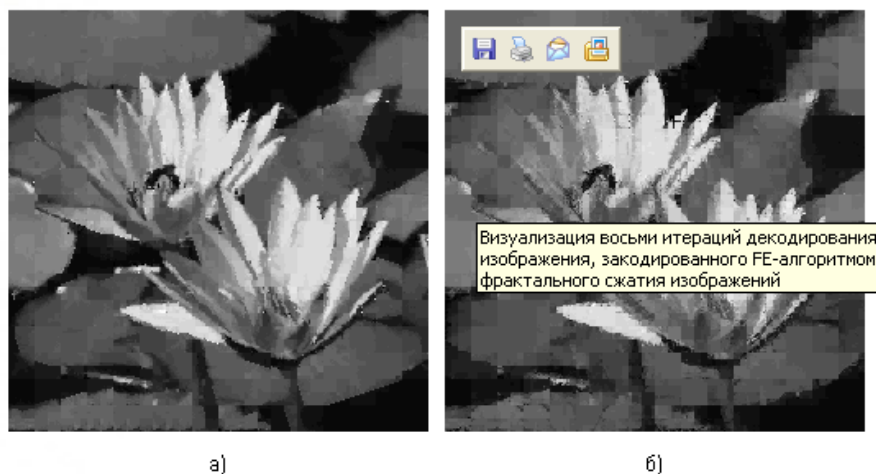 Визуализация восьми итераций декодирования
изображения, закодированного FE-алгоритмом
фрактального сжатия изображений
а)
б)